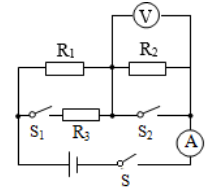 V
R₁ R₂
S₁ R₃ S₂
A
S